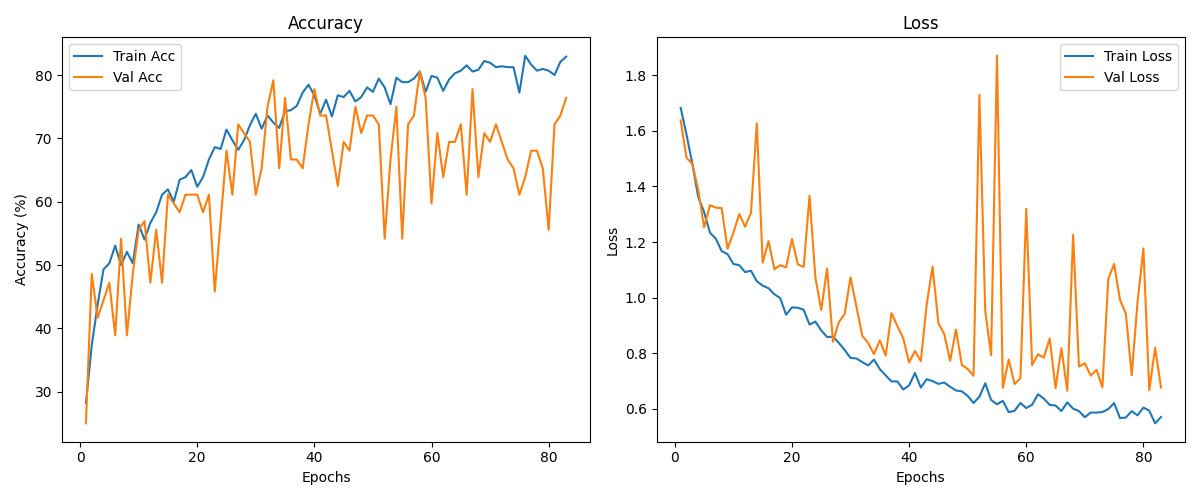 Accuracy
Train Acc
Val Acc
80
70
60
50
40
30
Accuracy (%)
0 20 40 60 80
Epochs
Loss
Train Loss
Val Loss
1.8
1.6
1.4
1.2
1.0
0.8
0.6
Loss
0 20 40 60 80
Epochs